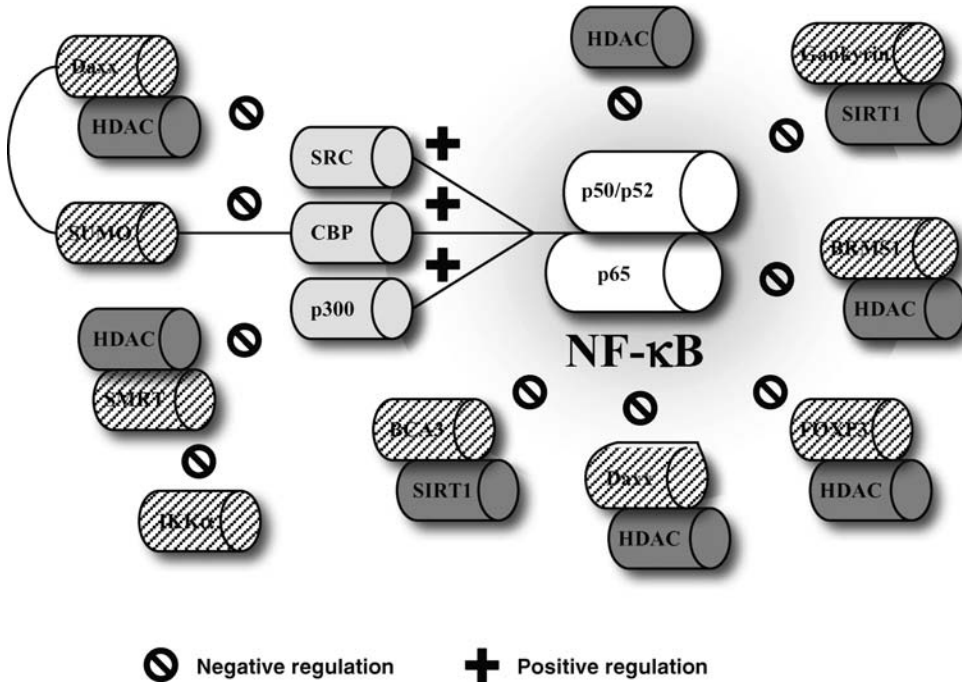 HDAC
Daxx
Gankyrin
HDAC
SIRT1
SRC
p50/p52
SUMO
CBP
BRMS1
p65
p300
HDAC
HDAC
NF-κB
SMRT
BCA3
FOXP3
Daxx
SIRT1
HDAC
IKKα
HDAC
Negative regulation
Positive regulation